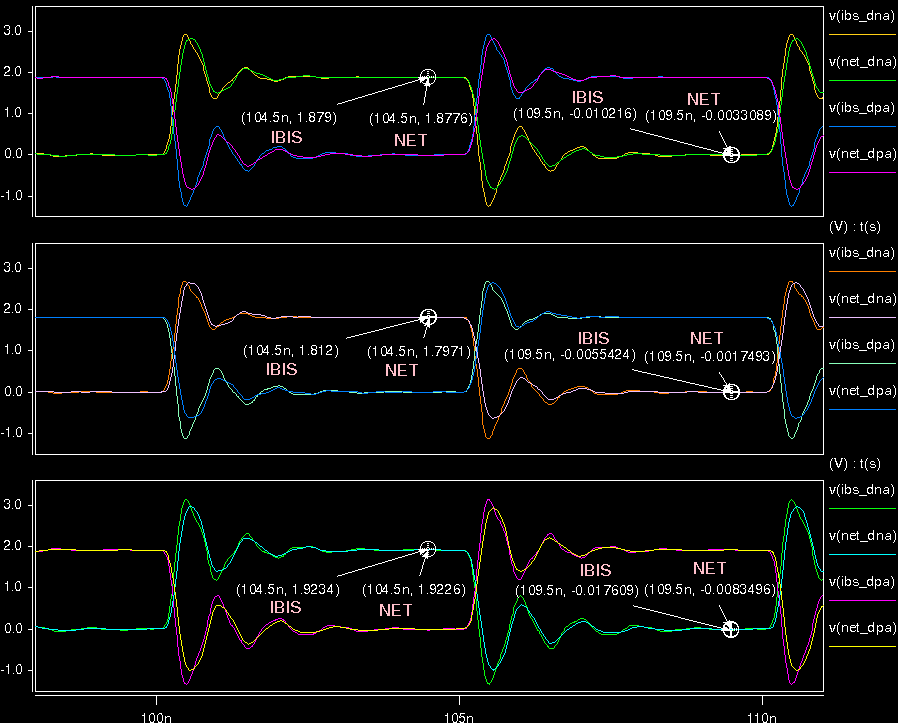 v(ibs_dna)
3.0
v(net_dna)
2.0
IBIS
NET
v(ibs_dpa)
1.0
(104.5n, 1.879)
(104.5n, 1.8776)
(109.5n, -0.010216)
(109.5n, -0.0033089)
IBIS
NET
v(net_dpa)
0.0
-1.0
(V) : t(s)
v(ibs_dna)
3.0
v(net_dna)
2.0
IBIS
NET
v(ibs_dpa)
1.0
(104.5n, 1.812)
(104.5n, 1.7971)
(109.5n, -0.0055424)
(109.5n, -0.0017493)
IBIS
NET
v(net_dpa)
0.0
-1.0
(V) : t(s)
v(ibs_dna)
3.0
v(net_dna)
2.0
IBIS
NET
v(ibs_dpa)
1.0
(104.5n, 1.9234)
(104.5n, 1.9226)
(109.5n, -0.017609)
(109.5n, -0.0083496)
IBIS
NET
v(net_dpa)
0.0
-1.0
100n
105n
110n